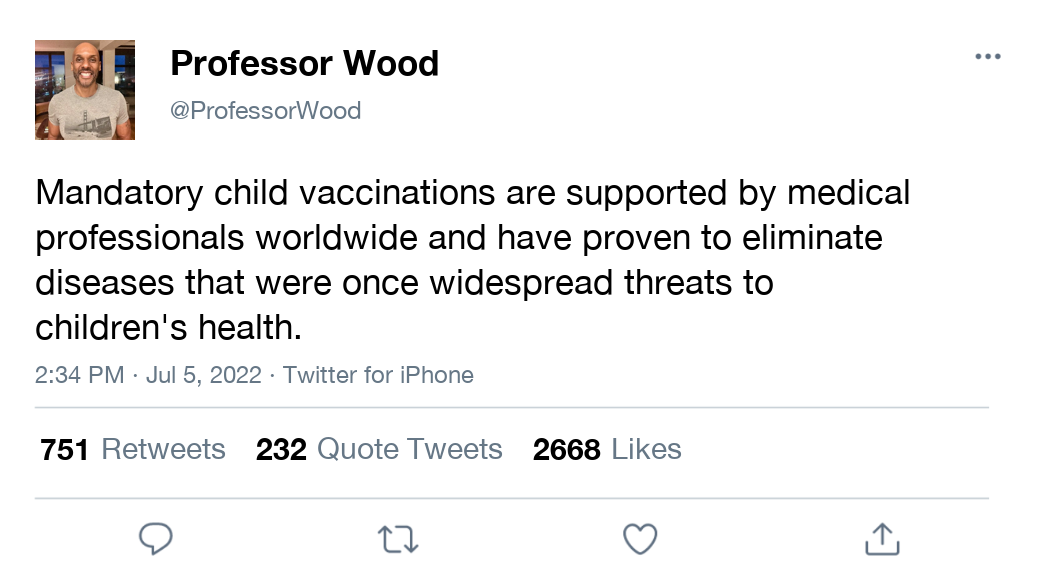 Professor Wood
@ProfessorWood
Mandatory child vaccinations are supported by medical
professionals worldwide and have proven to eliminate
diseases that were once widespread threats to
children's health.
2:34 PM · Jul 5, 2022 · Twitter for iPhone
751 Retweets 232 Quote Tweets 2668 Likes